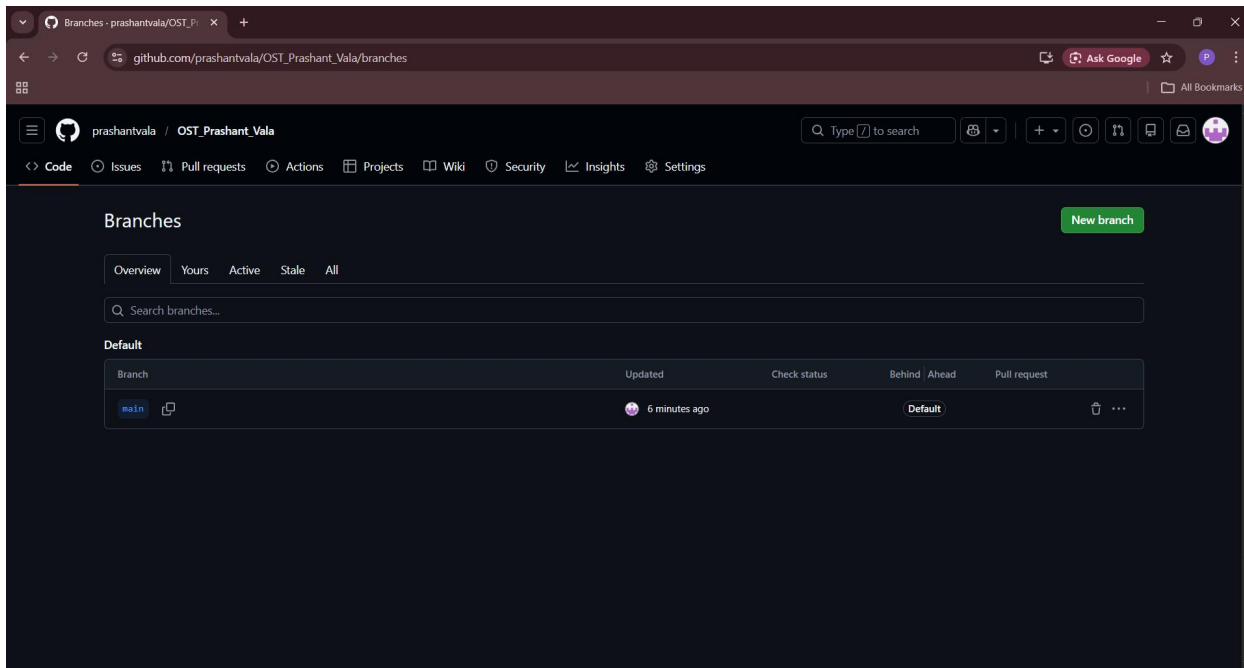 Branches · prashantvala/OST_Pr
github.com/prashantvala/OST_Prashant_Vala/branches
Ask Google
P
All Bookmarks
prashantvala / OST_Prashant_Vala
Type / to search
Code Issues Pull requests Actions Projects Wiki Security Insights Settings
Branches
New branch
Overview Yours Active Stale All
Search branches...
Default
Branch Updated Check status Behind Ahead Pull request
main 6 minutes ago Default